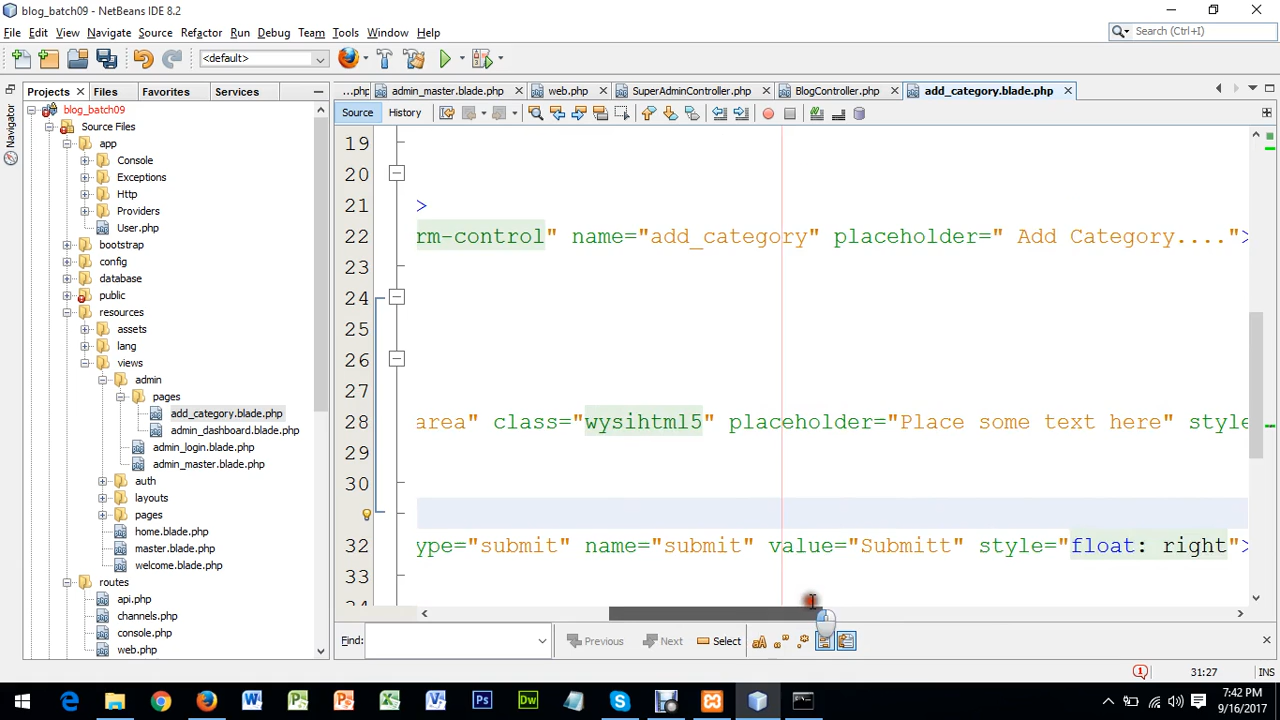 blog_batch09 - NetBeans IDE 8.2
File Edit View Navigate Source Refactor Run Debug Team Tools Window Help
Search (Ctrl+I)
<default>
Projects Files Favorites Services
...php admin_master.blade.php web.php SuperAdminController.php BlogController.php add_category.blade.php
Navigator
Source History
blog_batch09
Source Files
app
Console
Exceptions
Http
Providers
User.php
bootstrap
config
database
public
resources
assets
lang
views
admin
pages
add_category.blade.php
admin_dashboard.blade.php
admin_login.blade.php
admin_master.blade.php
auth
layouts
pages
home.blade.php
master.blade.php
welcome.blade.php
routes
api.php
channels.php
console.php
web.php
19
20
21 >
22 rm-control" name="add_category" placeholder=" Add Category....">
23
24
25
26
27
28 area" class="wysihtml5" placeholder="Place some text here" style
29
30
32 ype="submit" name="submit" value="Submitt" style="float: right">
33
Find: Previous Next Select
31:27 INS
7:42 PM
9/16/2017